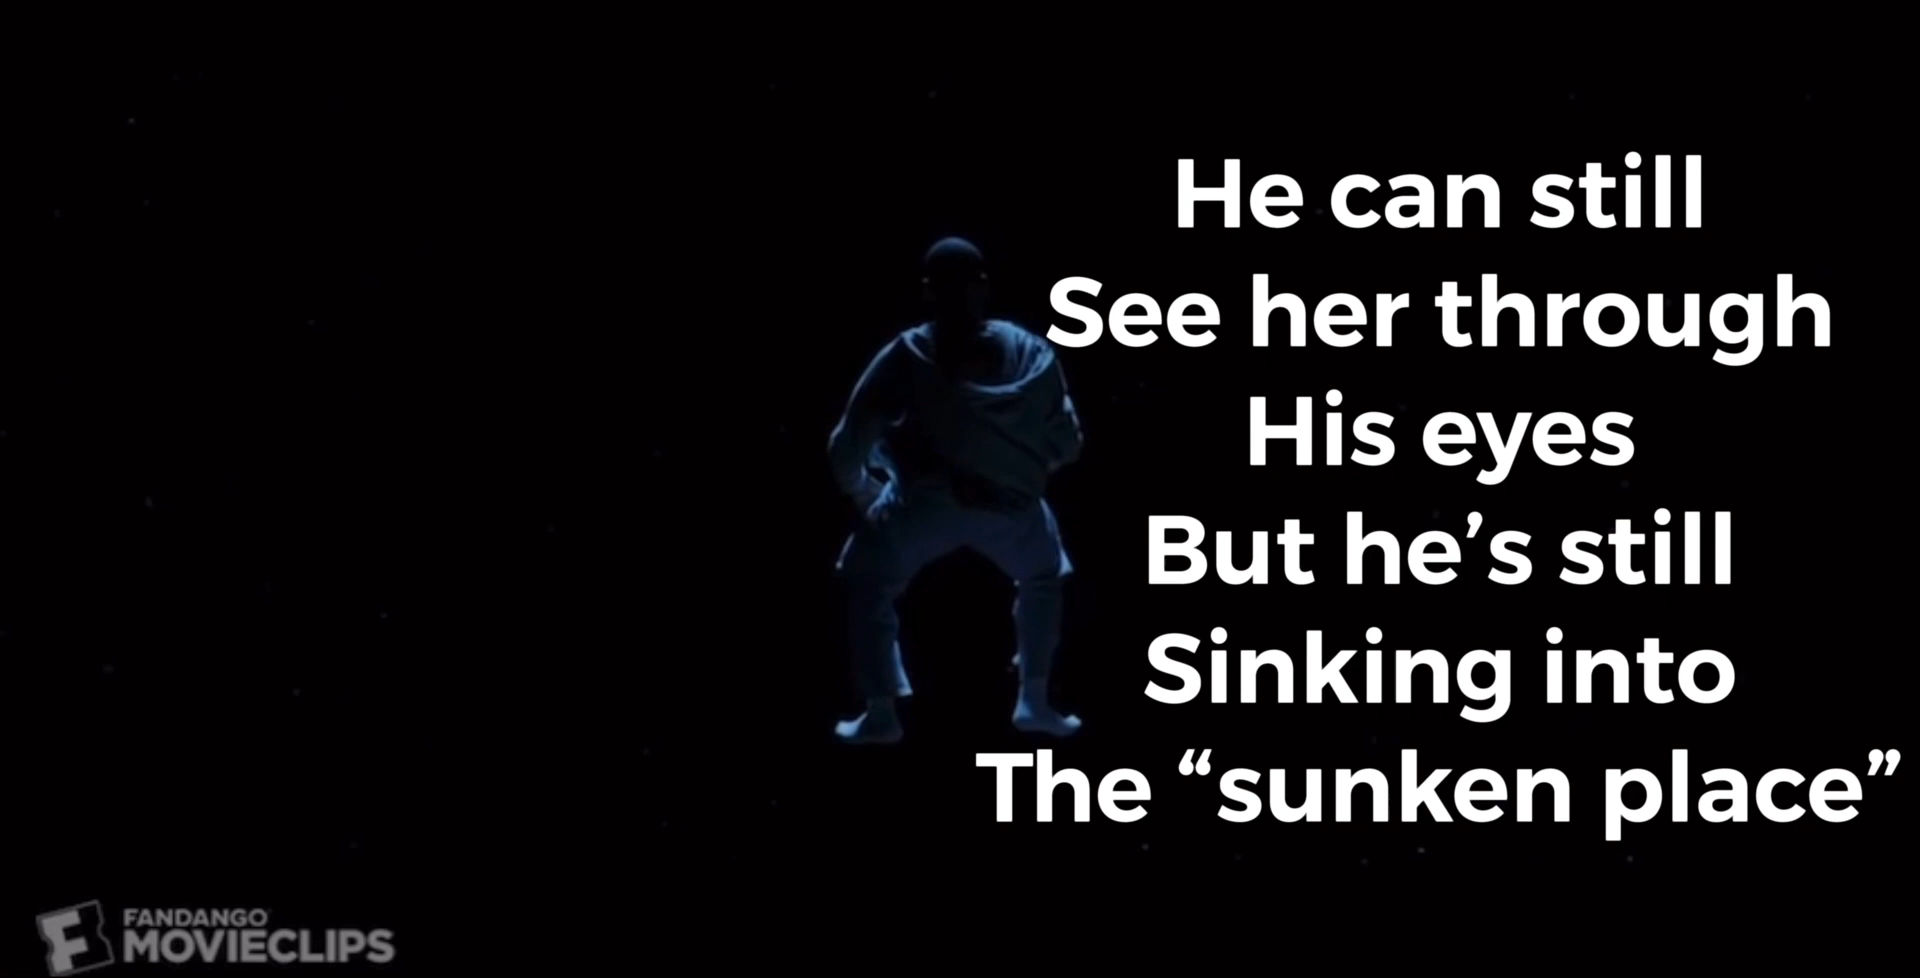 He can still
See her through
His eyes
But he’s still
Sinking into
The “sunken place”
FANDANGO
MOVIECLIPS